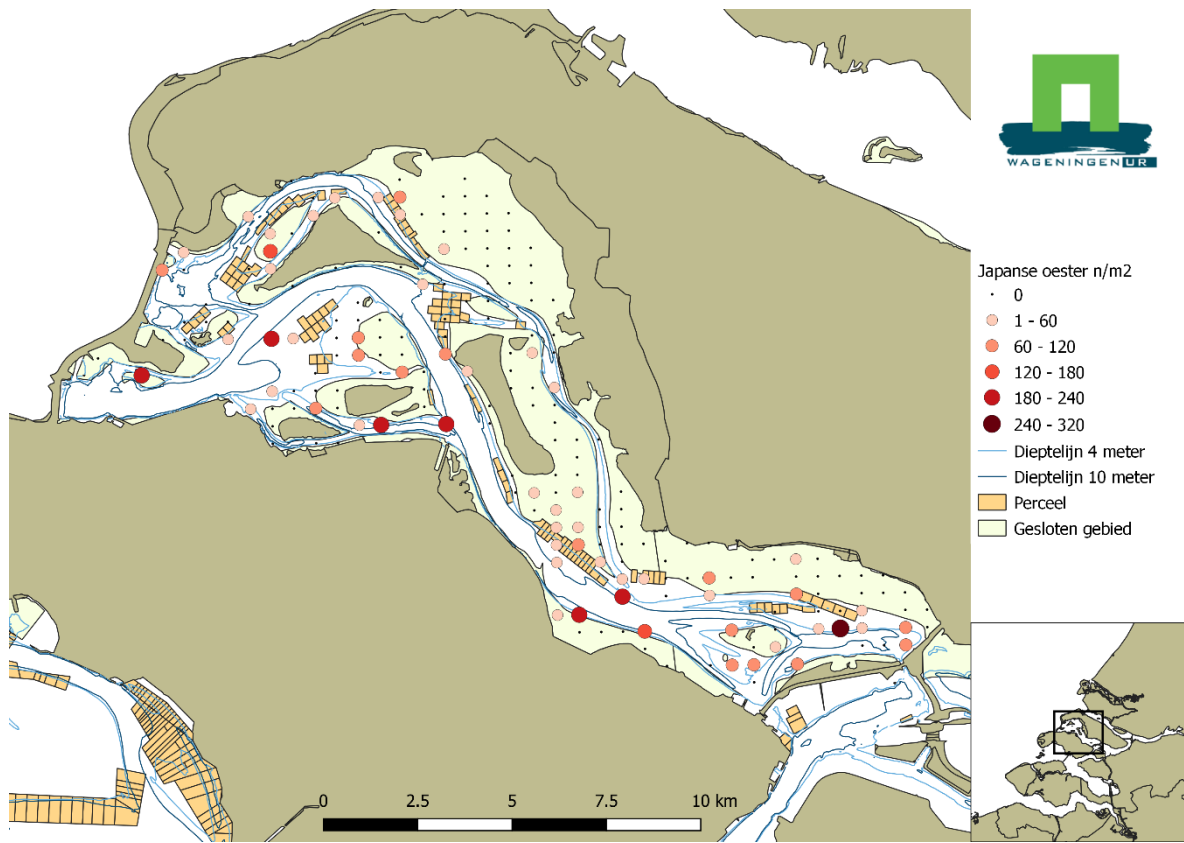 WAGENINGEN UR
Japanse oester n/m2
0
1 - 60
60 - 120
120 - 180
180 - 240
240 - 320
Dieptelijn 4 meter
Dieptelijn 10 meter
Perceel
Gesloten gebied
0 2.5 5 7.5 10 km